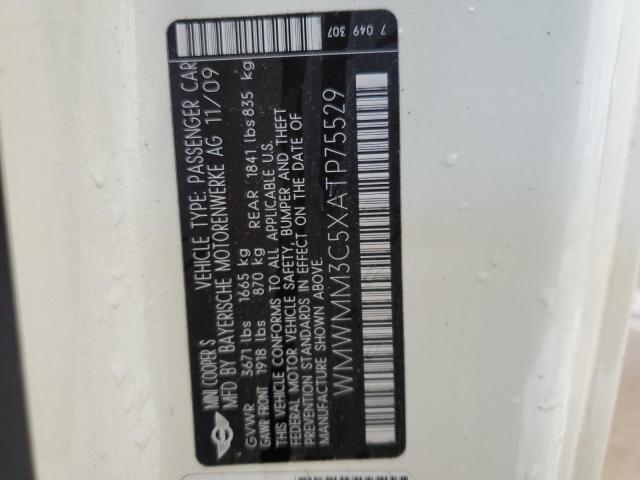 MINI COOPER S VEHICLE TYPE: PASSENGER CAR
MFD BY BAYERISCHE MOTORENWERKE AG 11/09
GVWR 3671 lbs 1665 kg
GAWR FRONT 1918 lbs 870 kg REAR 1841 lbs 835 kg
THIS VEHICLE CONFORMS TO ALL APPLICABLE U.S.
FEDERAL MOTOR VEHICLE SAFETY, BUMPER AND THEFT
PREVENTION STANDARDS IN EFFECT ON THE DATE OF
MANUFACTURE SHOWN ABOVE.
WMWMM3C5XATP75529
7 049 307